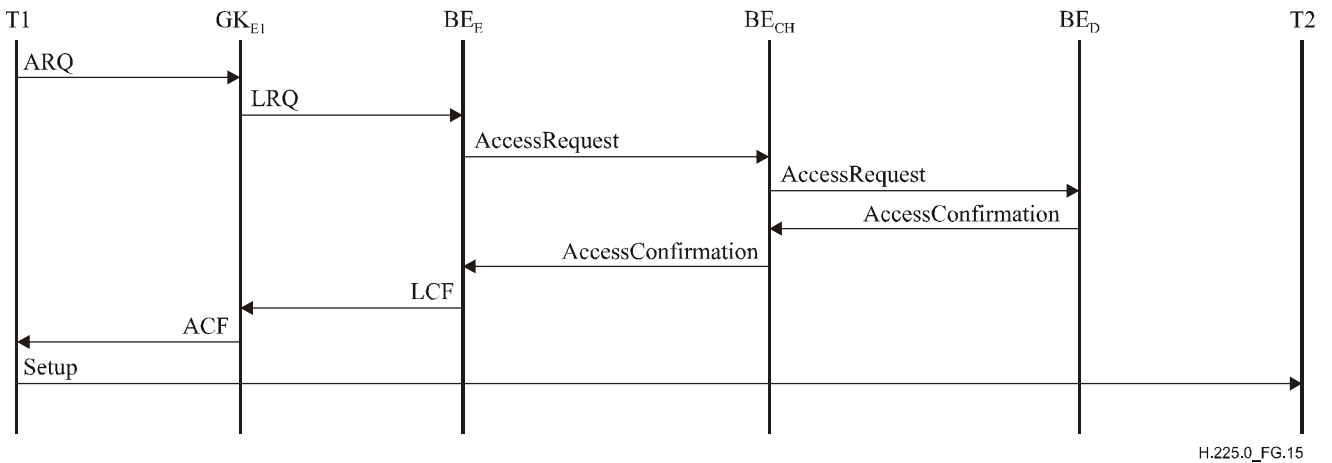 T1 GK_E1 BE_E BE_CH BE_D T2
ARQ
LRQ
AccessRequest
AccessRequest
AccessConfirmation
AccessConfirmation
LCF
ACF
Setup
H.225.0_FG.15